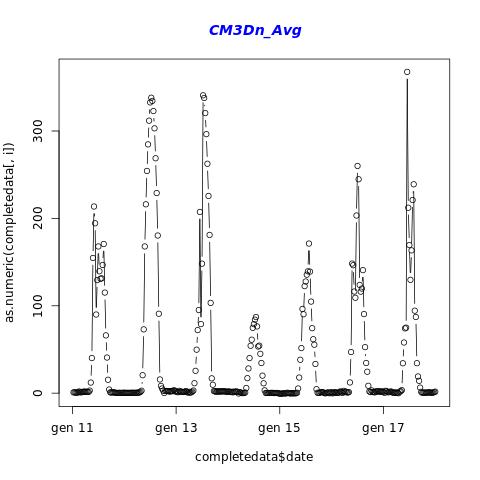 CM3Dn_Avg
as.numeric(completedata[, i])
300
200
100
0
gen 11 gen 13 gen 15 gen 17
completedata$date